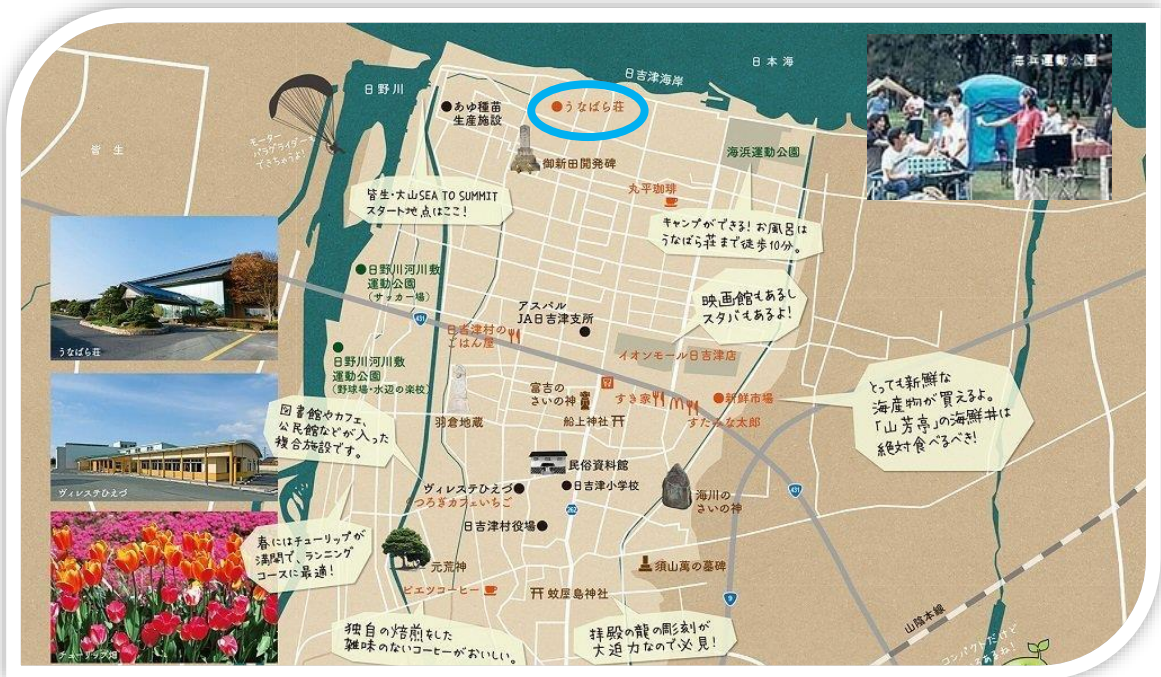 日本海
日吉津海岸
日野川
海浜運動公園
皆生
モーター
パラグライダー
できちゃうよ!
●あゆ種苗
生産施設
●うなばら荘
御新田開発碑
海浜運動公園
丸平珈琲
皆生・大山SEA TO SUMMIT
スタート地点はここ!
キャンプができる! お風呂は
うなばら荘まで徒歩10分。
●日野川河川敷
運動公園
(サッカー場)
431
アスパル
JA日吉津支所
映画館もあるし
スタバもあるよ!
日吉津村の
ごはん屋
イオンモール日吉津店
うなばら荘
日野川河川敷
運動公園
(野球場・水辺の楽校)
富吉の
さいの神
すき家
●新鮮市場
とっても新鮮な
海産物が買えるよ。
「山芳亭」の海鮮丼は
絶対食べるべき!
羽倉地蔵
船上神社
すたみな太郎
図書館やカフェ、
公民館などが入った
複合施設です。
民俗資料館
ヴィレステひえづ●
くつろぎカフェいちご
●日吉津小学校
海川の
さいの神
431
ヴィレステひえづ
262
日吉津村役場●
春にはチューリップが
満開で、ランニング
コースに最適!
元荒神
須山萬の墓碑
ビエツコーヒー
蚊屋島神社
9
山陰本線
独自の焙煎をした
雑味のないコーヒーがおいしい。
拝殿の龍の彫刻が
大迫力なので必見!
チューリップ畑
コンパクトだけど